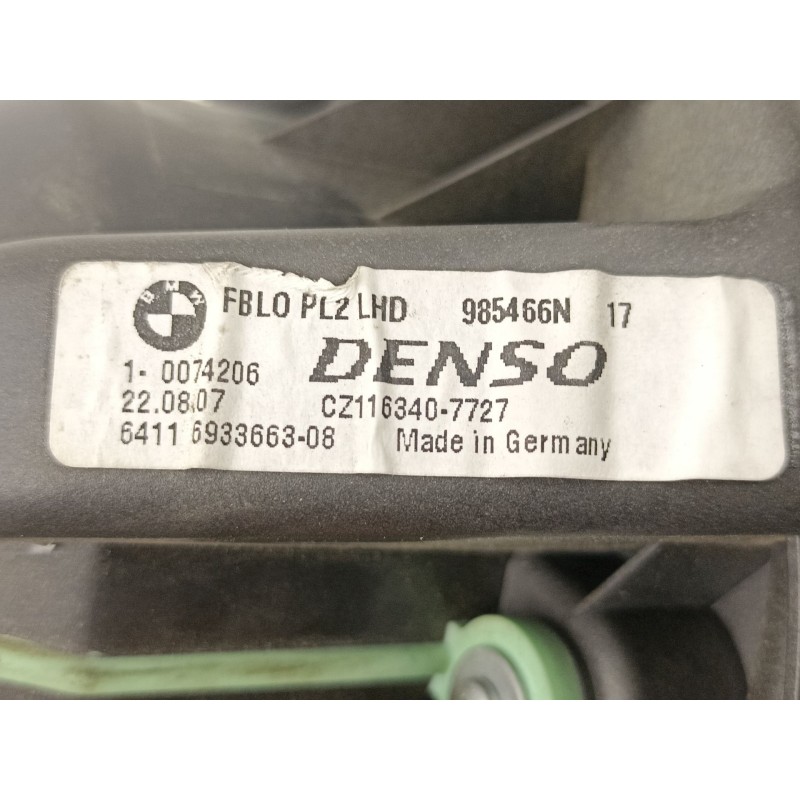 BMW
FBLO PL2 LHD 985466N 17
1- 0074206 DENSO
22.08.07 CZ116340-7727
6411 6933663-08 Made in Germany